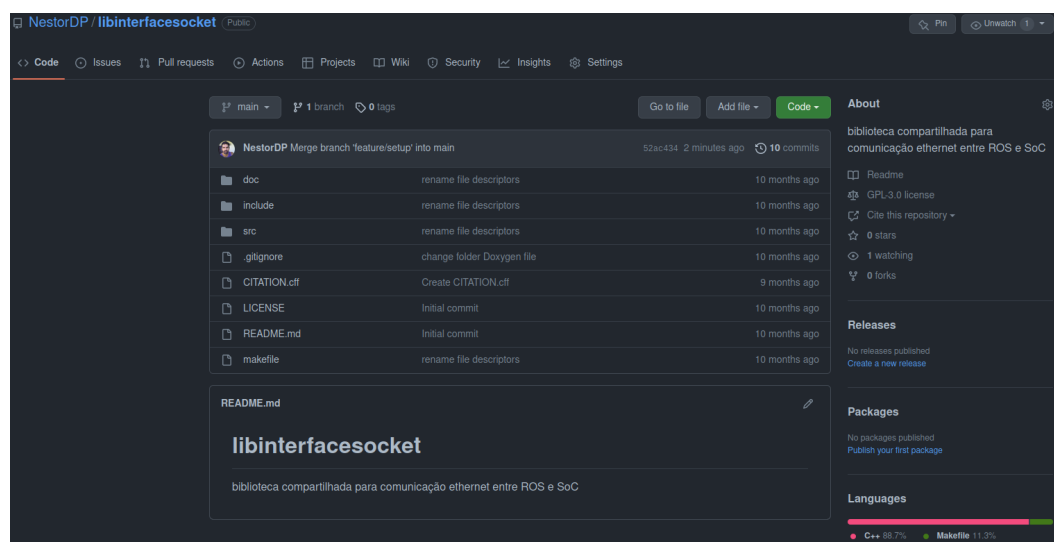 NestorDP / libinterfacesocket Public
Pin Unwatch 1
Code Issues Pull requests Actions Projects Wiki Security Insights Settings
main 1 branch 0 tags Go to file Add file Code
NestorDP Merge branch 'feature/setup' into main 52ac434 2 minutes ago 10 commits
doc rename file descriptors 10 months ago
include rename file descriptors 10 months ago
src rename file descriptors 10 months ago
.gitignore change folder Doxygen file 10 months ago
CITATION.cff Create CITATION.cff 9 months ago
LICENSE Initial commit 10 months ago
README.md Initial commit 10 months ago
makefile rename file descriptors 10 months ago
README.md
libinterfacesocket
biblioteca compartilhada para comunicação ethernet entre ROS e SoC
About
biblioteca compartilhada para
comunicação ethernet entre ROS e SoC
Readme
GPL-3.0 license
Cite this repository
0 stars
1 watching
0 forks
Releases
No releases published
Create a new release
Packages
No packages published
Publish your first package
Languages
C++ 88.7% Makefile 11.3%